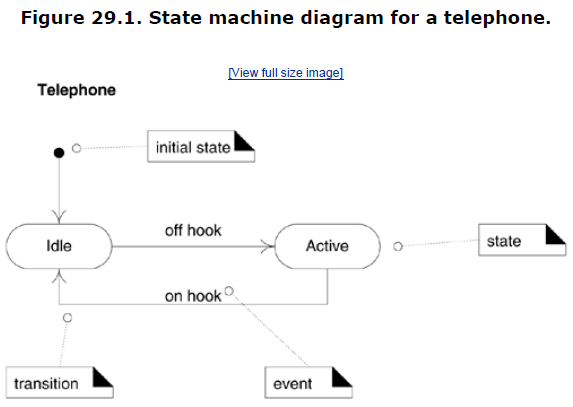 Figure 29.1. State machine diagram for a telephone.
[View full size image]
Telephone
initial state
off hook
Idle
Active
state
on hook
transition
event